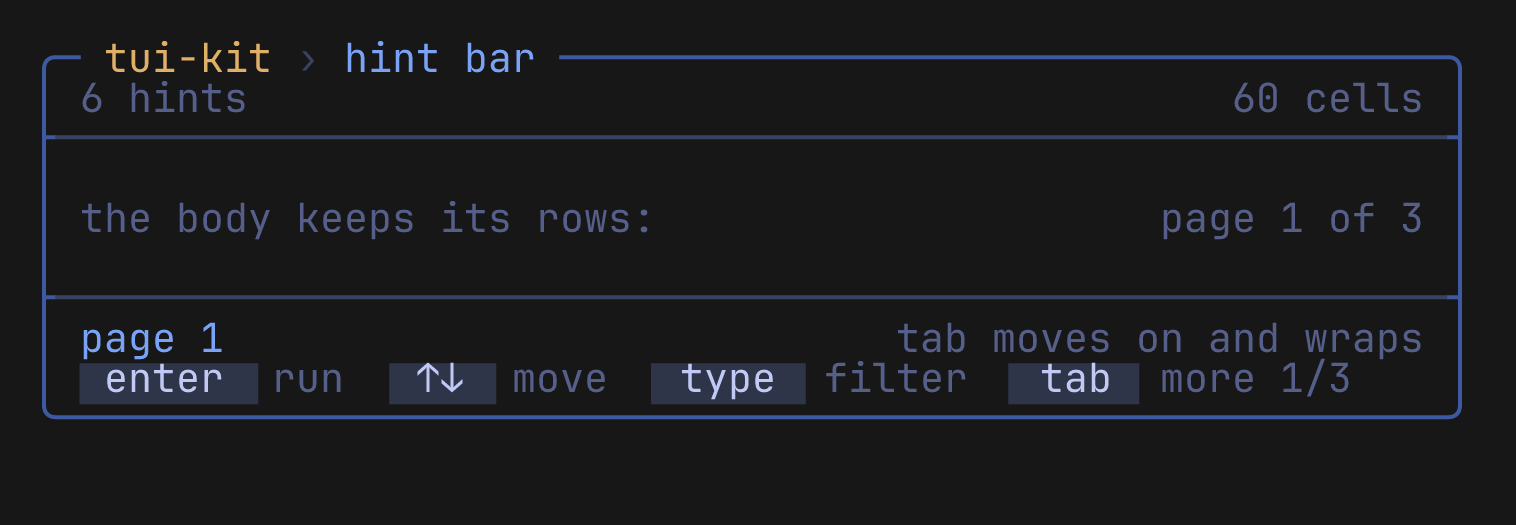 tui-kit › hint bar
6 hints 60 cells
the body keeps its rows: page 1 of 3
page 1 tab moves on and wraps
enter run ↑↓ move type filter tab more 1/3